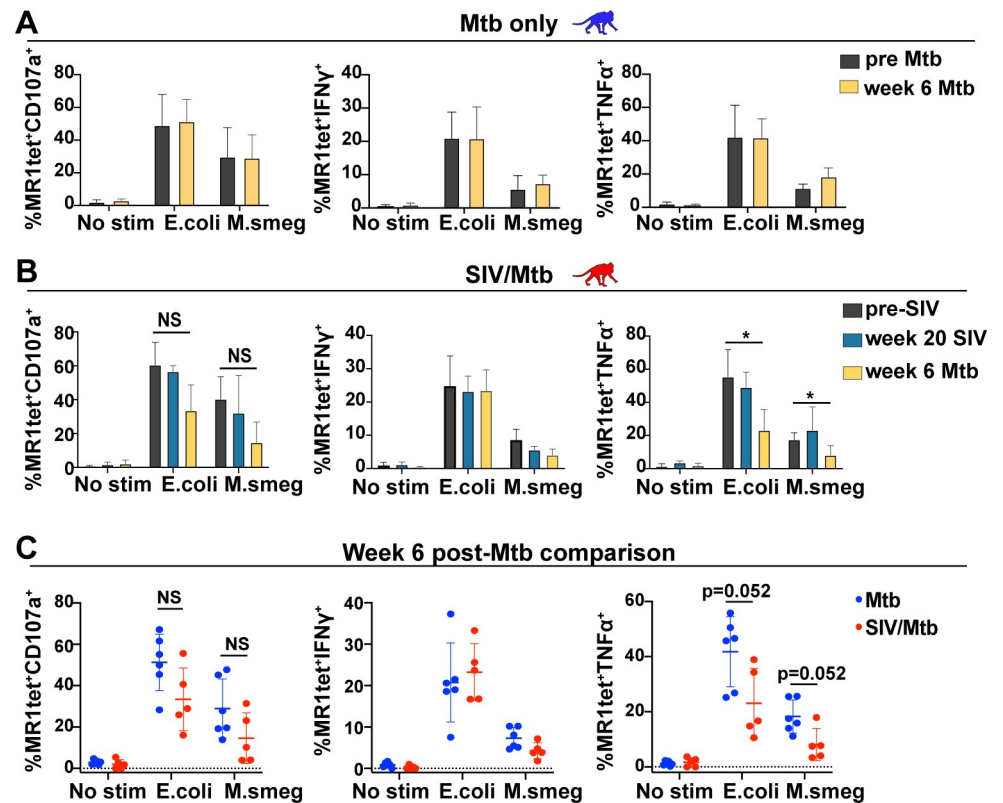 A
Mtb only
%MR1tet⁺CD107a⁺
80
60
40
20
0
No stim E.coli M.smeg
%MR1tet⁺IFNγ⁺
40
30
20
10
0
No stim E.coli M.smeg
%MR1tet⁺TNFα⁺
80
60
40
20
0
No stim E.coli M.smeg
pre Mtb
week 6 Mtb
B
SIV/Mtb
%MR1tet⁺CD107a⁺
80
60
40
20
0
NS
NS
No stim E.coli M.smeg
%MR1tet⁺IFNγ⁺
40
30
20
10
0
No stim E.coli M.smeg
%MR1tet⁺TNFα⁺
80
60
40
20
0
*
*
No stim E.coli M.smeg
pre-SIV
week 20 SIV
week 6 Mtb
C
Week 6 post-Mtb comparison
%MR1tet⁺CD107a⁺
80
60
40
20
0
NS
NS
No stim E.coli M.smeg
%MR1tet⁺IFNγ⁺
40
30
20
10
0
No stim E.coli M.smeg
%MR1tet⁺TNFα⁺
60
40
20
0
p=0.052
p=0.052
No stim E.coli M.smeg
Mtb
SIV/Mtb